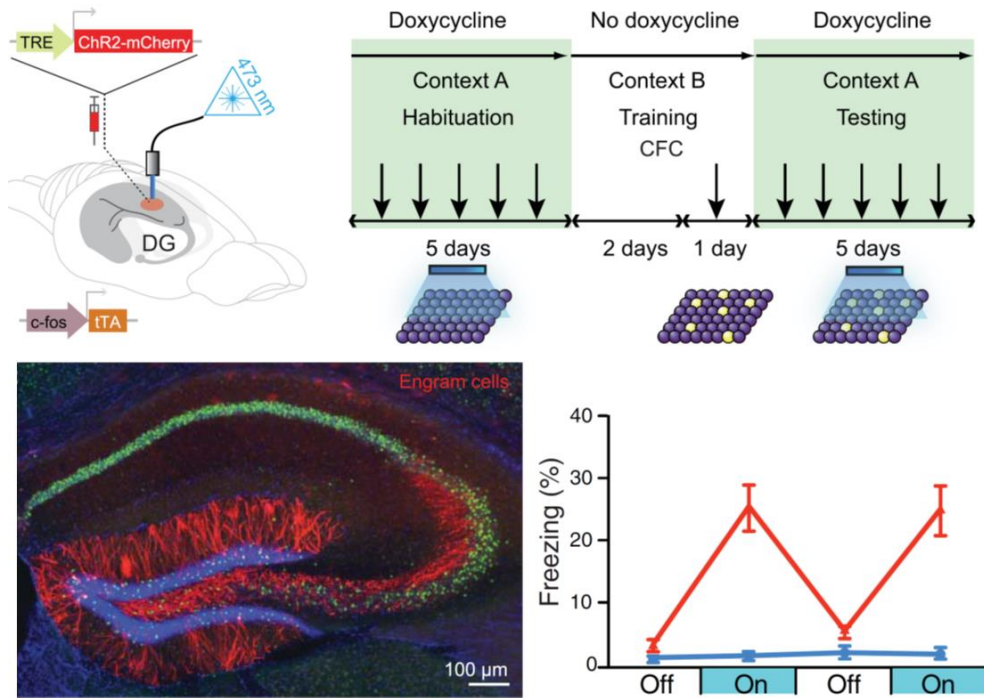 TRE
ChR2-mCherry
473 nm
DG
c-fos
tTA
Doxycycline
No doxycycline
Doxycycline
Context A
Context B
Context A
Habituation
Training
Testing
CFC
5 days
2 days
1 day
5 days
Engram cells
100 µm
Freezing (%)
40
30
20
10
0
Off
On
Off
On